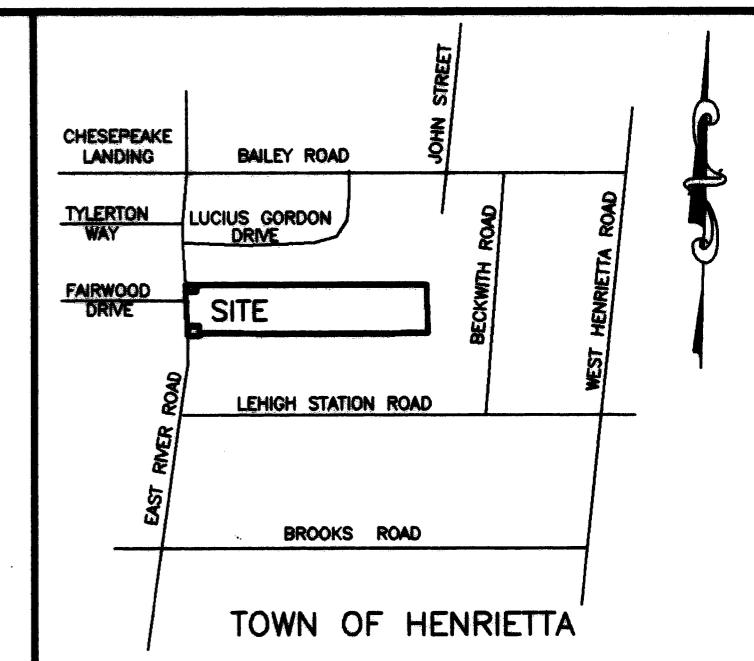 JOHN STREET
CHESEPEAKE
LANDING
BAILEY ROAD
TYLERTON
WAY
LUCIUS GORDON
DRIVE
BECKWITH ROAD
WEST HENRIETTA ROAD
FAIRWOOD
DRIVE
SITE
EAST RIVER ROAD
LEHIGH STATION ROAD
BROOKS ROAD
TOWN OF HENRIETTA